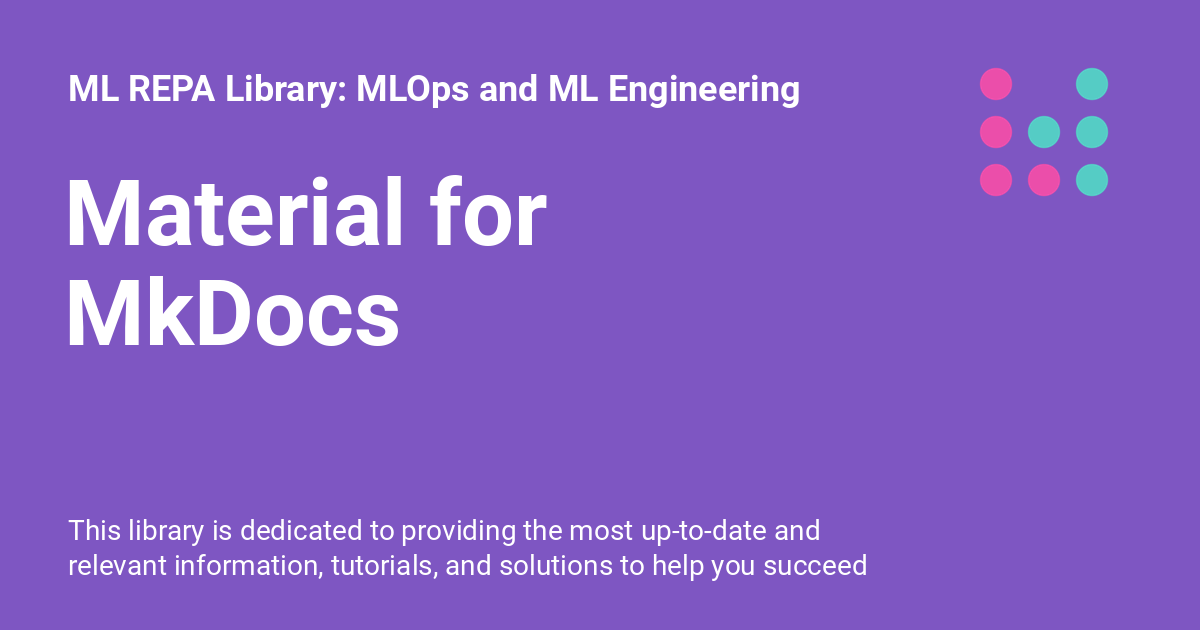 ML REPA Library: MLOps and ML Engineering
Material for
MkDocs
This library is dedicated to providing the most up-to-date and
relevant information, tutorials, and solutions to help you succeed